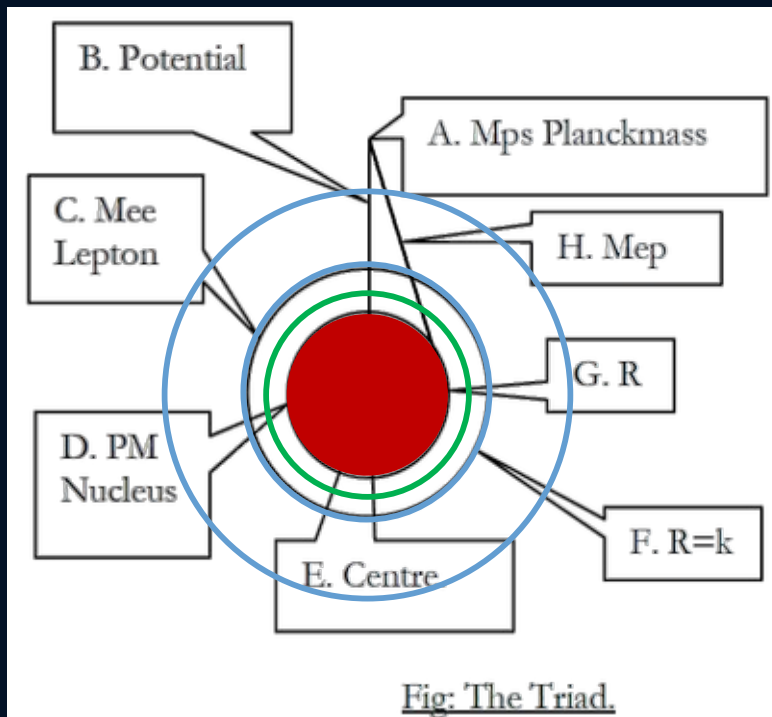 B. Potential
A. Mps Planckmass
C. Mee
Lepton
H. Mep
G. R
D. PM
Nucleus
F. R=k
E. Centre
Fig: The Triad.